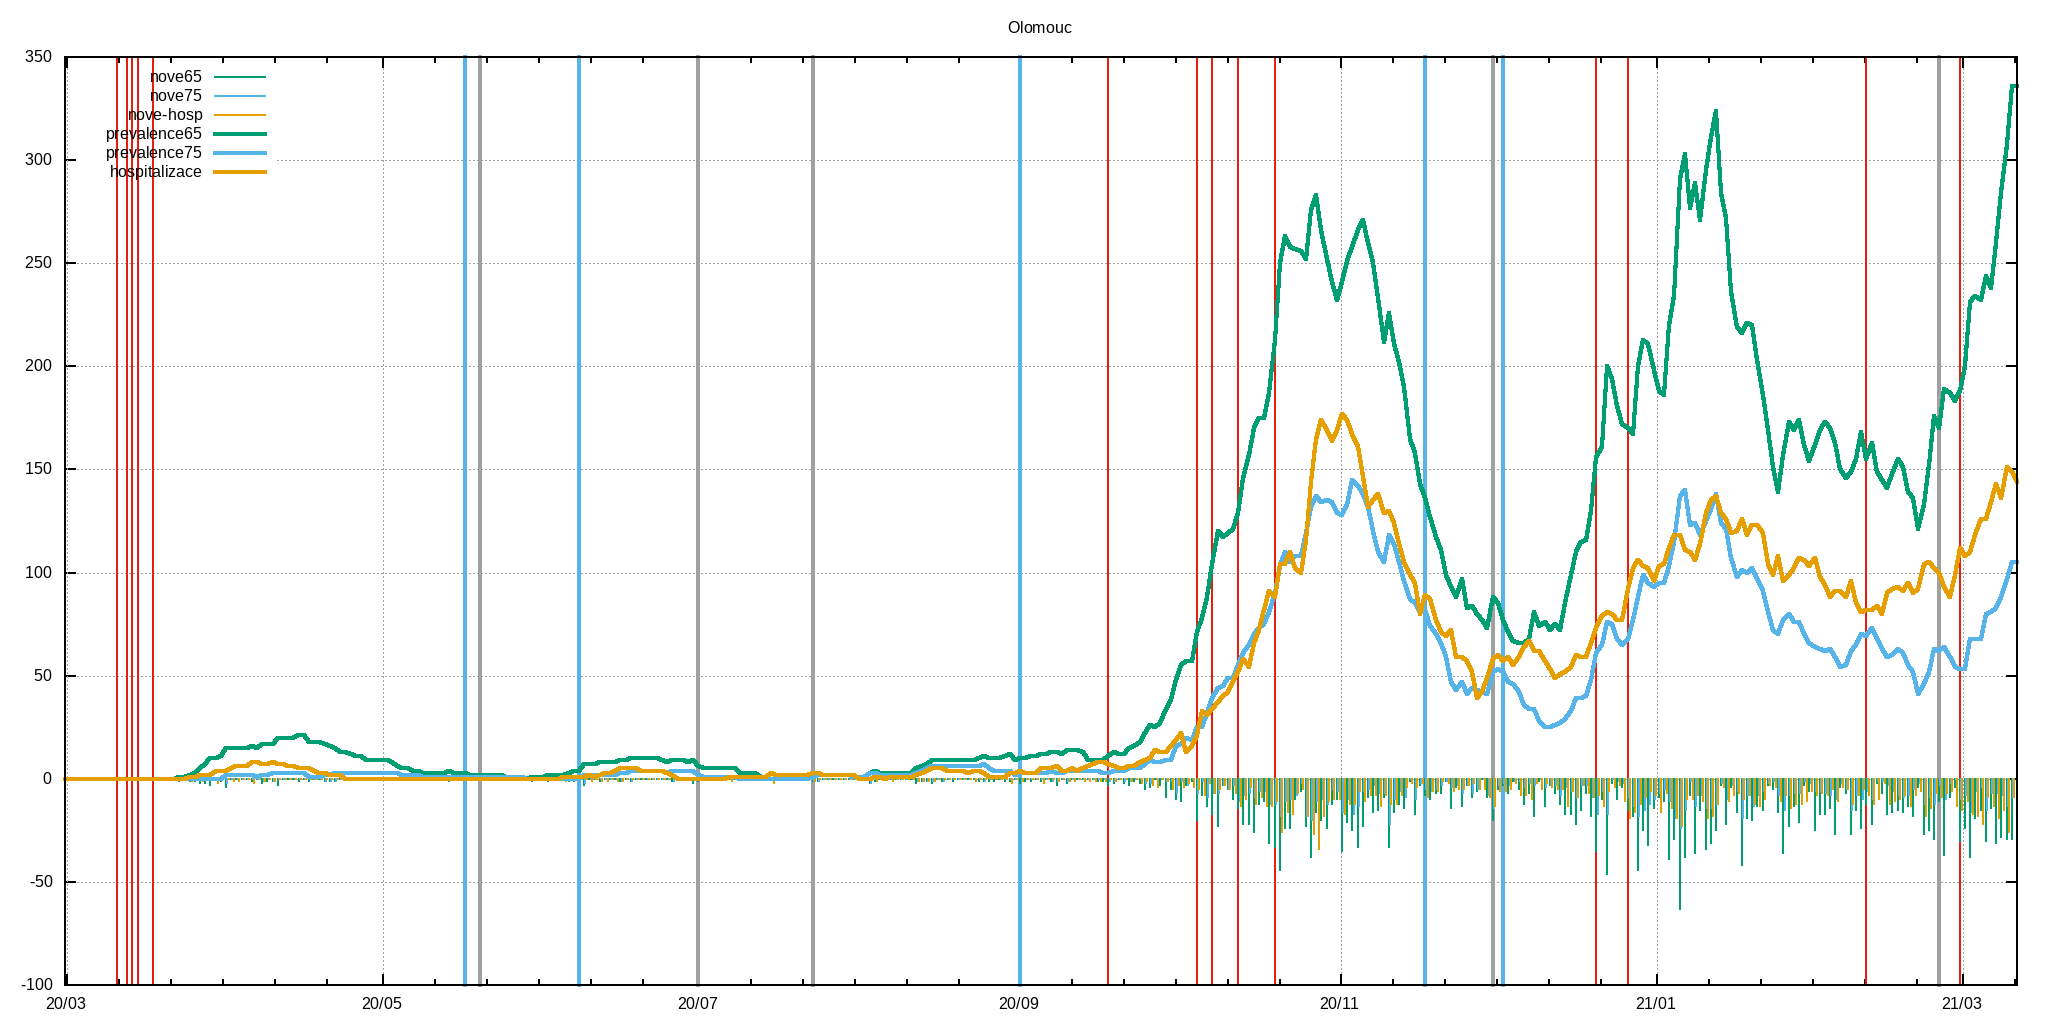 Olomouc
350
300
250
200
150
100
50
0
-50
-100
nove65
nove75
nove-hosp
prevalence65
prevalence75
hospitalizace
20/03 20/05 20/07 20/09 20/11 21/01 21/03